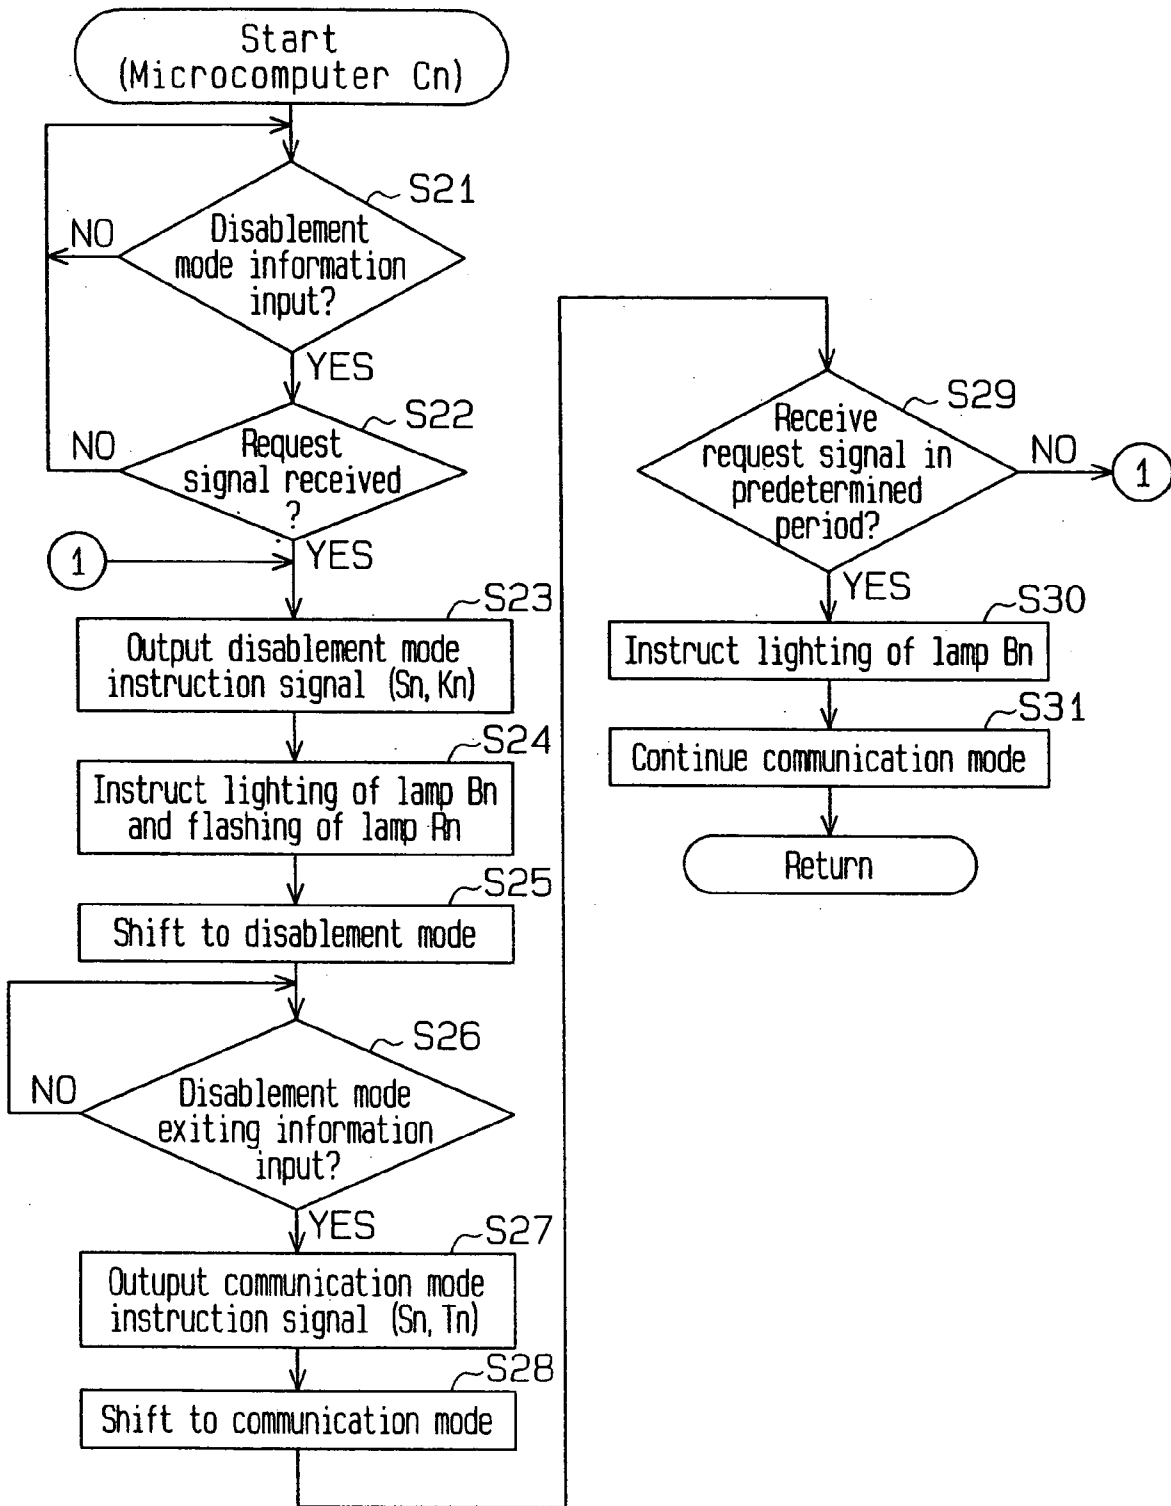 Start
(Microcomputer Cn)
S21
NO
Disablement
mode information
input?
YES
S22
NO
Request
signal received
?
1
YES
S23
Output disablement mode
instruction signal (Sn, Kn)
S24
Instruct lighting of lamp Bn
and flashing of lamp Rn
S25
Shift to disablement mode
S26
NO
Disablement mode
exiting information
input?
YES
S27
Outuput communication mode
instruction signal (Sn, Tn)
S28
Shift to communication mode
S29
Receive
request signal in
predetermined
period?
NO
1
YES
S30
Instruct lighting of lamp Bn
S31
Continue communication mode
Return